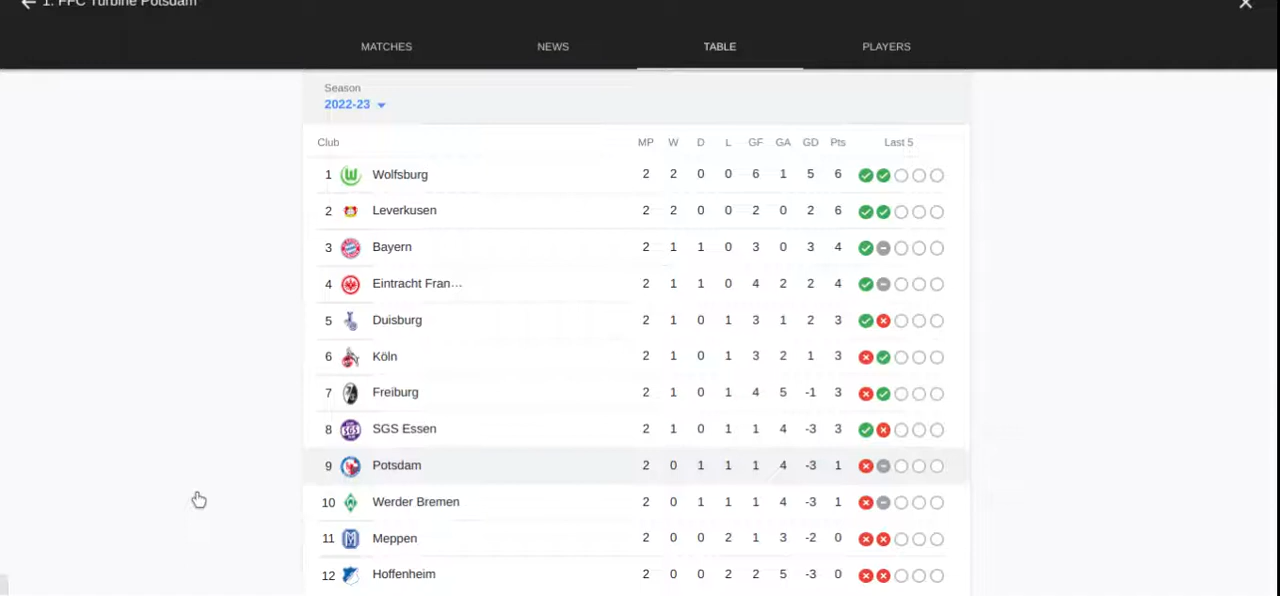 1. FFC Turbine Potsdam
MATCHES NEWS TABLE PLAYERS
Season
2022-23
Club MP W D L GF GA GD Pts Last 5
1 Wolfsburg 2 2 0 0 6 1 5 6
2 Leverkusen 2 2 0 0 2 0 2 6
3 Bayern 2 1 1 0 3 0 3 4
4 Eintracht Fran... 2 1 1 0 4 2 2 4
5 Duisburg 2 1 0 1 3 1 2 3
6 Köln 2 1 0 1 3 2 1 3
7 Freiburg 2 1 0 1 4 5 -1 3
8 SGS Essen 2 1 0 1 1 4 -3 3
9 Potsdam 2 0 1 1 1 4 -3 1
10 Werder Bremen 2 0 1 1 1 4 -3 1
11 Meppen 2 0 0 2 1 3 -2 0
12 Hoffenheim 2 0 0 2 2 5 -3 0